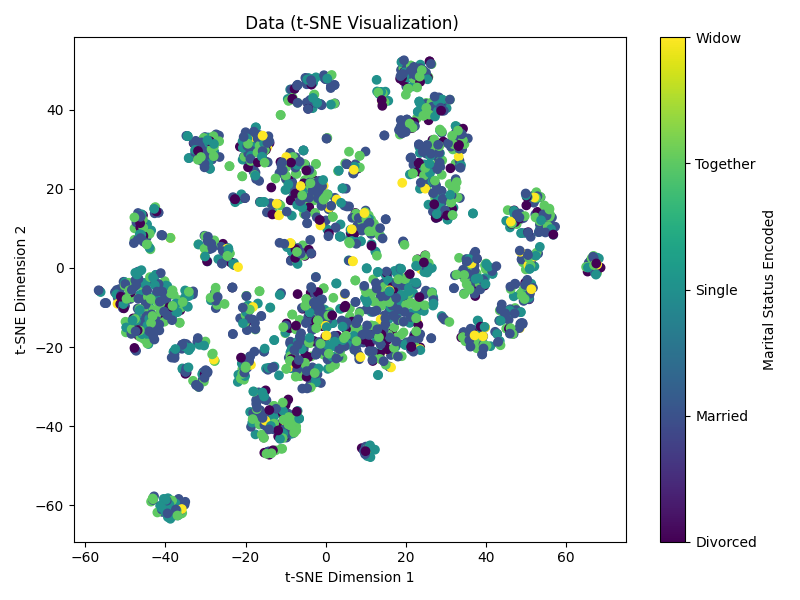 Data (t-SNE Visualization)
t-SNE Dimension 2
40
20
0
−20
−40
−60
−60
−40
−20
0
20
40
60
t-SNE Dimension 1
Widow
Together
Single
Married
Divorced
Marital Status Encoded